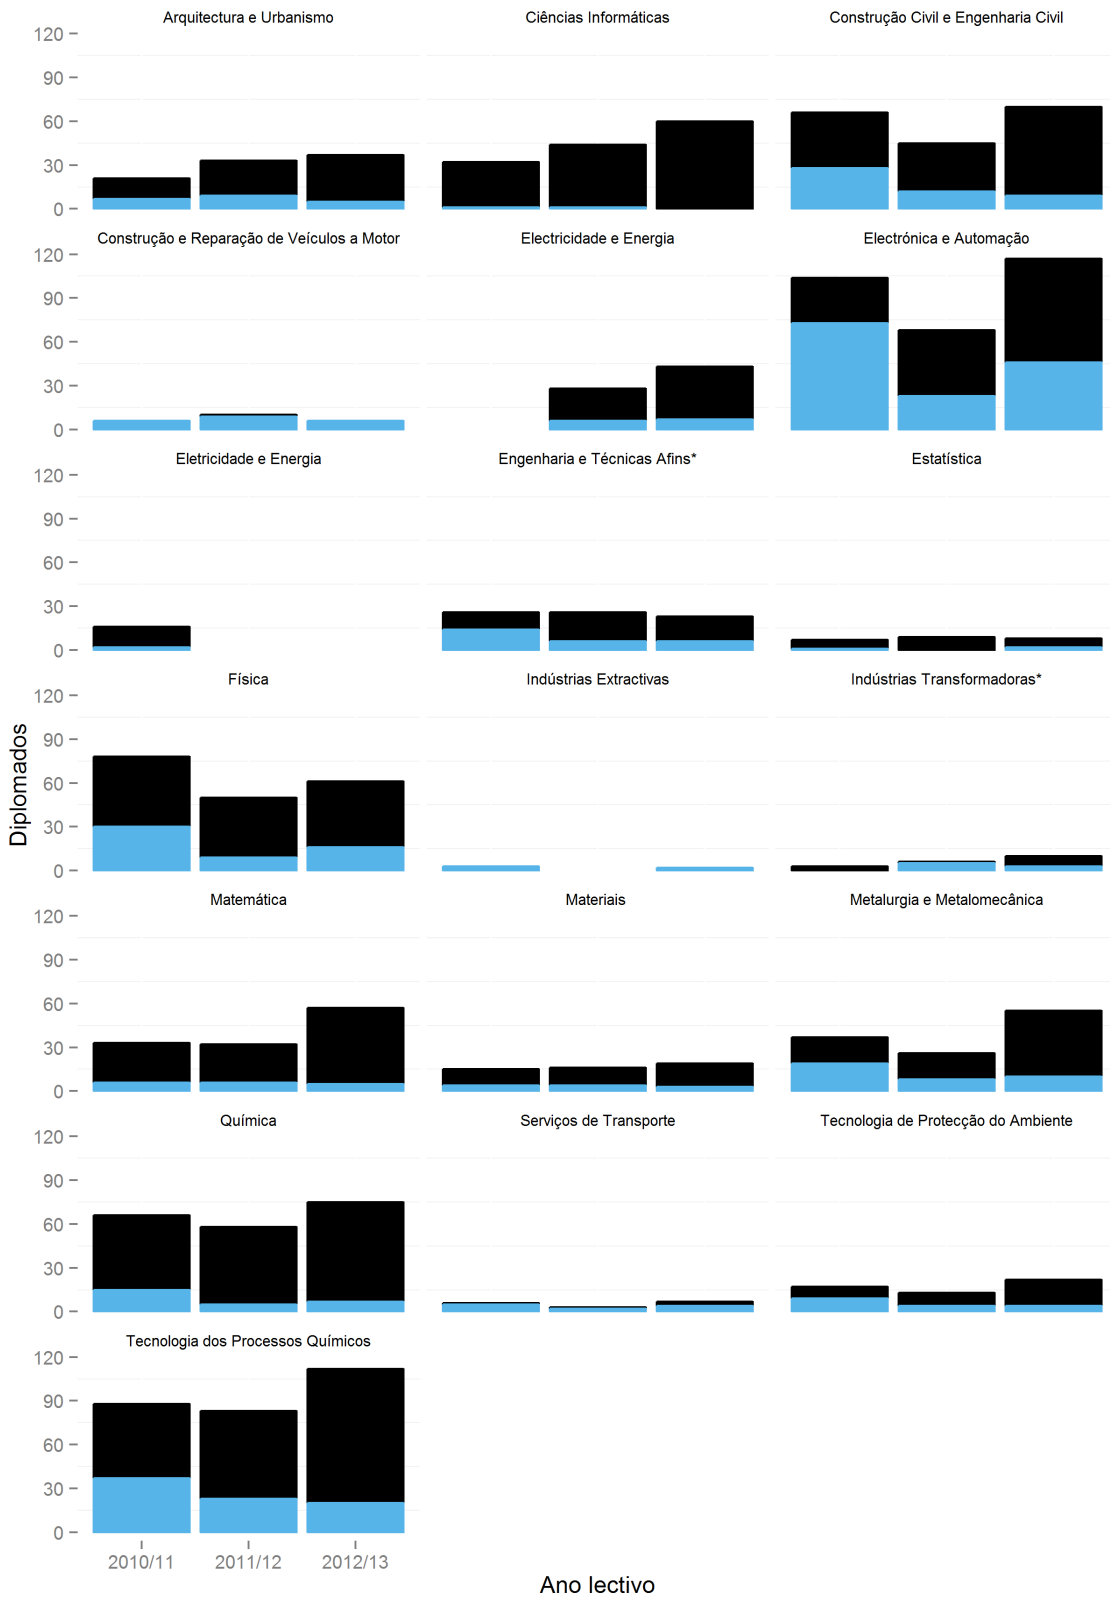 Arquitectura e Urbanismo
Ciências Informáticas
Construção Civil e Engenharia Civil
120
90
60
30
0
Construção e Reparação de Veículos a Motor
Electricidade e Energia
Electrónica e Automação
120
90
60
30
0
Eletricidade e Energia
Engenharia e Técnicas Afins*
Estatística
120
90
60
30
0
Física
Indústrias Extractivas
Indústrias Transformadoras*
120
90
60
30
0
Diplomados
Matemática
Materiais
Metalurgia e Metalomecânica
120
90
60
30
0
Química
Serviços de Transporte
Tecnologia de Protecção do Ambiente
120
90
60
30
0
Tecnologia dos Processos Químicos
120
90
60
30
0
2010/11
2011/12
2012/13
Ano lectivo